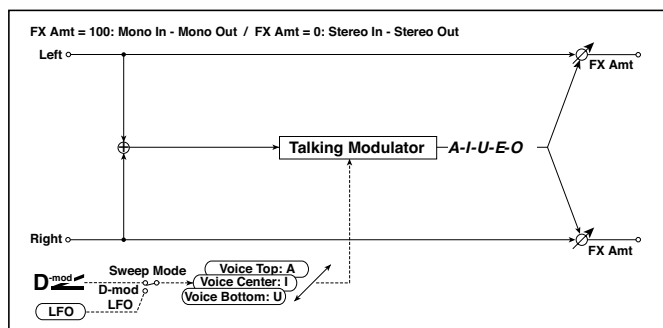 FX Amt = 100: Mono In - Mono Out / FX Amt = 0: Stereo In - Stereo Out
Left
FX Amt
Talking Modulator
A-I-U-E-O
Right
FX Amt
D-mod
Sweep Mode
D-mod
LFO
LFO
Voice Top: A
Voice Center: I
Voice Bottom: U